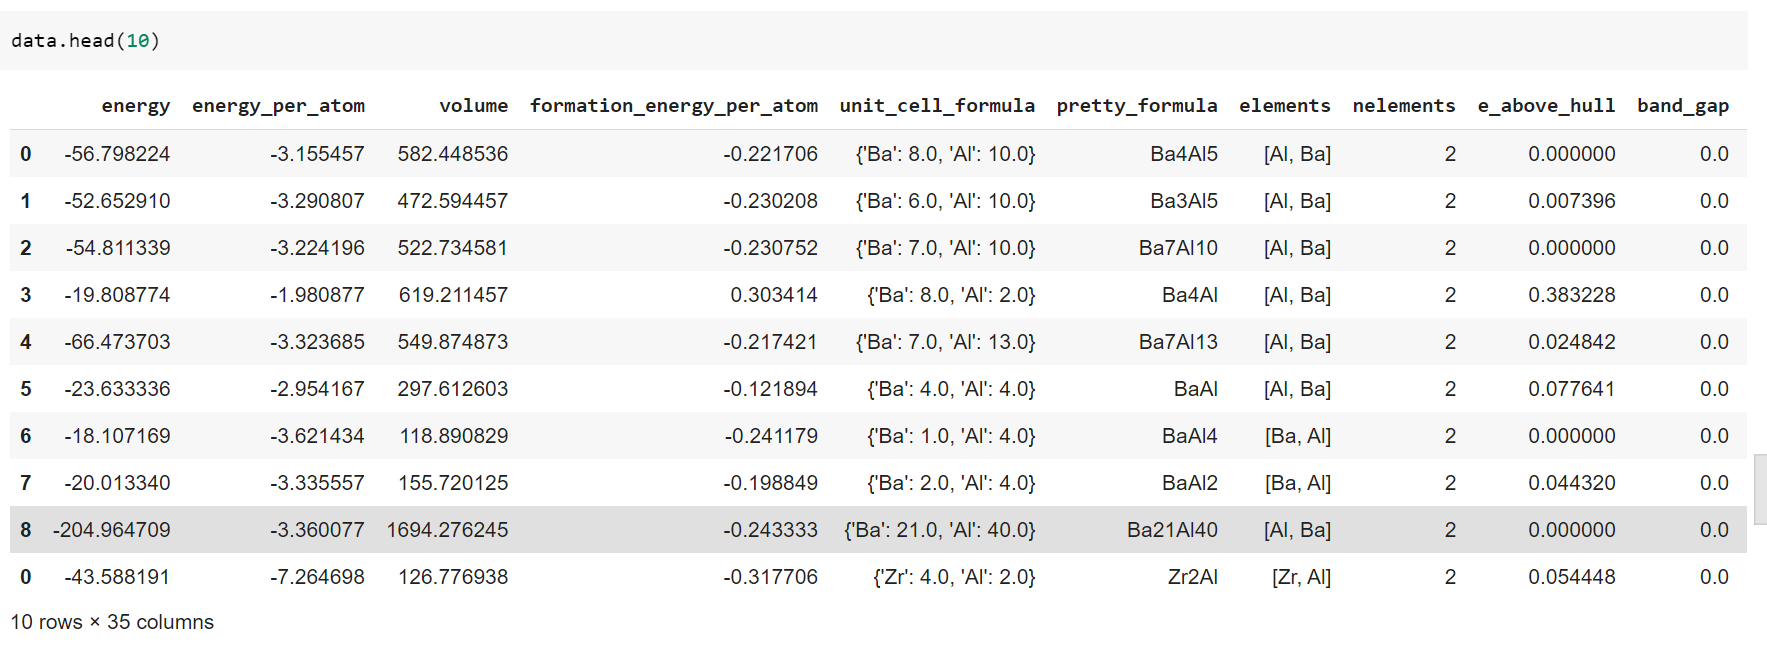 data.head(10)
energy energy_per_atom volume formation_energy_per_atom unit_cell_formula pretty_formula elements nelements e_above_hull band_gap
0 -56.798224 -3.155457 582.448536 -0.221706 {'Ba': 8.0, 'Al': 10.0} Ba4Al5 [Al, Ba] 2 0.000000 0.0
1 -52.652910 -3.290807 472.594457 -0.230208 {'Ba': 6.0, 'Al': 10.0} Ba3Al5 [Al, Ba] 2 0.007396 0.0
2 -54.811339 -3.224196 522.734581 -0.230752 {'Ba': 7.0, 'Al': 10.0} Ba7Al10 [Al, Ba] 2 0.000000 0.0
3 -19.808774 -1.980877 619.211457 0.303414 {'Ba': 8.0, 'Al': 2.0} Ba4Al [Al, Ba] 2 0.383228 0.0
4 -66.473703 -3.323685 549.874873 -0.217421 {'Ba': 7.0, 'Al': 13.0} Ba7Al13 [Al, Ba] 2 0.024842 0.0
5 -23.633336 -2.954167 297.612603 -0.121894 {'Ba': 4.0, 'Al': 4.0} BaAl [Al, Ba] 2 0.077641 0.0
6 -18.107169 -3.621434 118.890829 -0.241179 {'Ba': 1.0, 'Al': 4.0} BaAl4 [Ba, Al] 2 0.000000 0.0
7 -20.013340 -3.335557 155.720125 -0.198849 {'Ba': 2.0, 'Al': 4.0} BaAl2 [Ba, Al] 2 0.044320 0.0
8 -204.964709 -3.360077 1694.276245 -0.243333 {'Ba': 21.0, 'Al': 40.0} Ba21Al40 [Al, Ba] 2 0.000000 0.0
0 -43.588191 -7.264698 126.776938 -0.317706 {'Zr': 4.0, 'Al': 2.0} Zr2Al [Zr, Al] 2 0.054448 0.0
10 rows × 35 columns